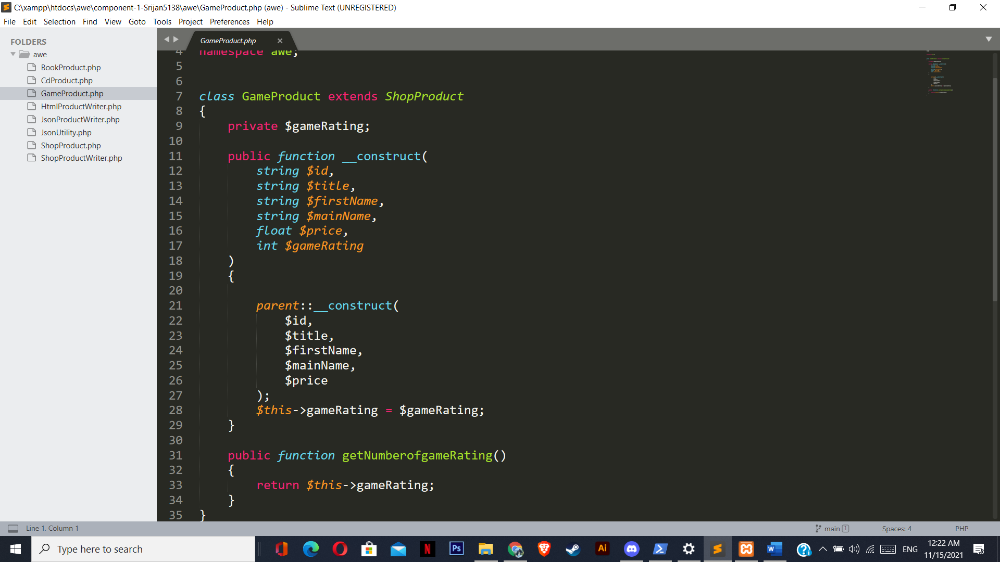 C:\xampp\htdocs\awe\component-1-Srijan5138\awe\GameProduct.php (awe) - Sublime Text (UNREGISTERED)
File Edit Selection Find View Goto Tools Project Preferences Help
FOLDERS
awe
BookProduct.php
CdProduct.php
GameProduct.php
HtmlProductWriter.php
JsonProductWriter.php
JsonUtility.php
ShopProduct.php
ShopProductWriter.php
GameProduct.php
4 namespace awe;
5
6
7 class GameProduct extends ShopProduct
8 {
9     private $gameRating;
10
11     public function __construct(
12         string $id,
13         string $title,
14         string $firstName,
15         string $mainName,
16         float $price,
17         int $gameRating
18     )
19     {
20
21         parent::__construct(
22             $id,
23             $title,
24             $firstName,
25             $mainName,
26             $price
27         );
28         $this->gameRating = $gameRating;
29     }
30
31     public function getNumberofgameRating()
32     {
33         return $this->gameRating;
34     }
35 }
Line 1, Column 1
main 1
Spaces: 4
PHP
Type here to search
ENG
12:22 AM
11/15/2021